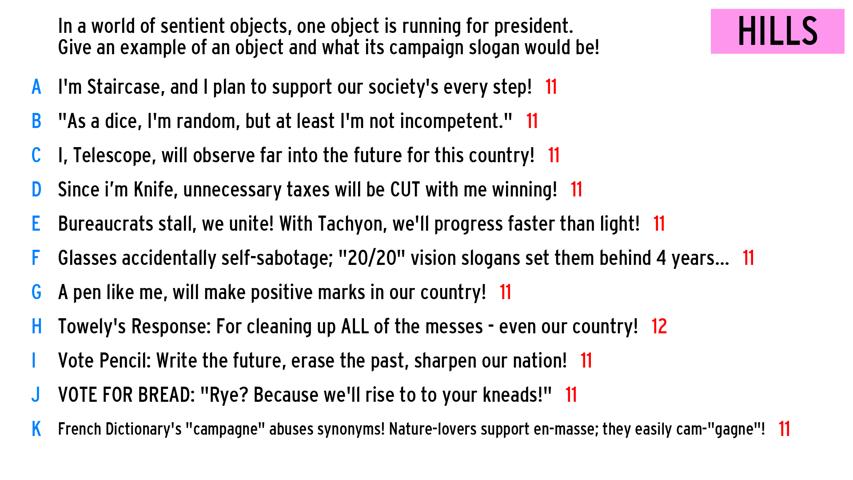 In a world of sentient objects, one object is running for president.
Give an example of an object and what its campaign slogan would be!
HILLS
A I'm Staircase, and I plan to support our society's every step! 11
B "As a dice, I'm random, but at least I'm not incompetent." 11
C I, Telescope, will observe far into the future for this country! 11
D Since i'm Knife, unnecessary taxes will be CUT with me winning! 11
E Bureaucrats stall, we unite! With Tachyon, we'll progress faster than light! 11
F Glasses accidentally self-sabotage; "20/20" vision slogans set them behind 4 years... 11
G A pen like me, will make positive marks in our country! 11
H Towely's Response: For cleaning up ALL of the messes - even our country! 12
I Vote Pencil: Write the future, erase the past, sharpen our nation! 11
J VOTE FOR BREAD: "Rye? Because we'll rise to to your kneads!" 11
K French Dictionary's "campagne" abuses synonyms! Nature-lovers support en-masse; they easily cam-"gagne"! 11